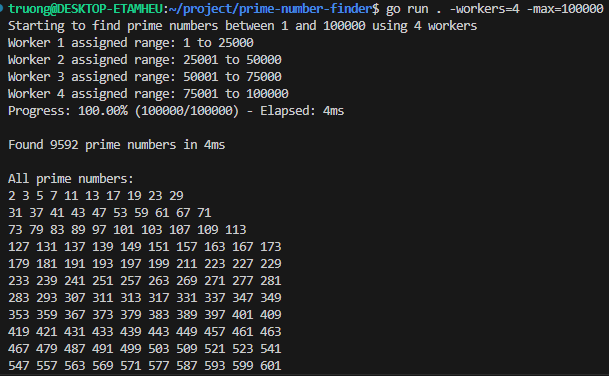 truong@DESKTOP-ETAMHEU:~/project/prime-number-finder$ go run . -workers=4 -max=100000
Starting to find prime numbers between 1 and 100000 using 4 workers
Worker 1 assigned range: 1 to 25000
Worker 2 assigned range: 25001 to 50000
Worker 3 assigned range: 50001 to 75000
Worker 4 assigned range: 75001 to 100000
Progress: 100.00% (100000/100000) - Elapsed: 4ms
Found 9592 prime numbers in 4ms
All prime numbers:
2 3 5 7 11 13 17 19 23 29
31 37 41 43 47 53 59 61 67 71
73 79 83 89 97 101 103 107 109 113
127 131 137 139 149 151 157 163 167 173
179 181 191 193 197 199 211 223 227 229
233 239 241 251 257 263 269 271 277 281
283 293 307 311 313 317 331 337 347 349
353 359 367 373 379 383 389 397 401 409
419 421 431 433 439 443 449 457 461 463
467 479 487 491 499 503 509 521 523 541
547 557 563 569 571 577 587 593 599 601